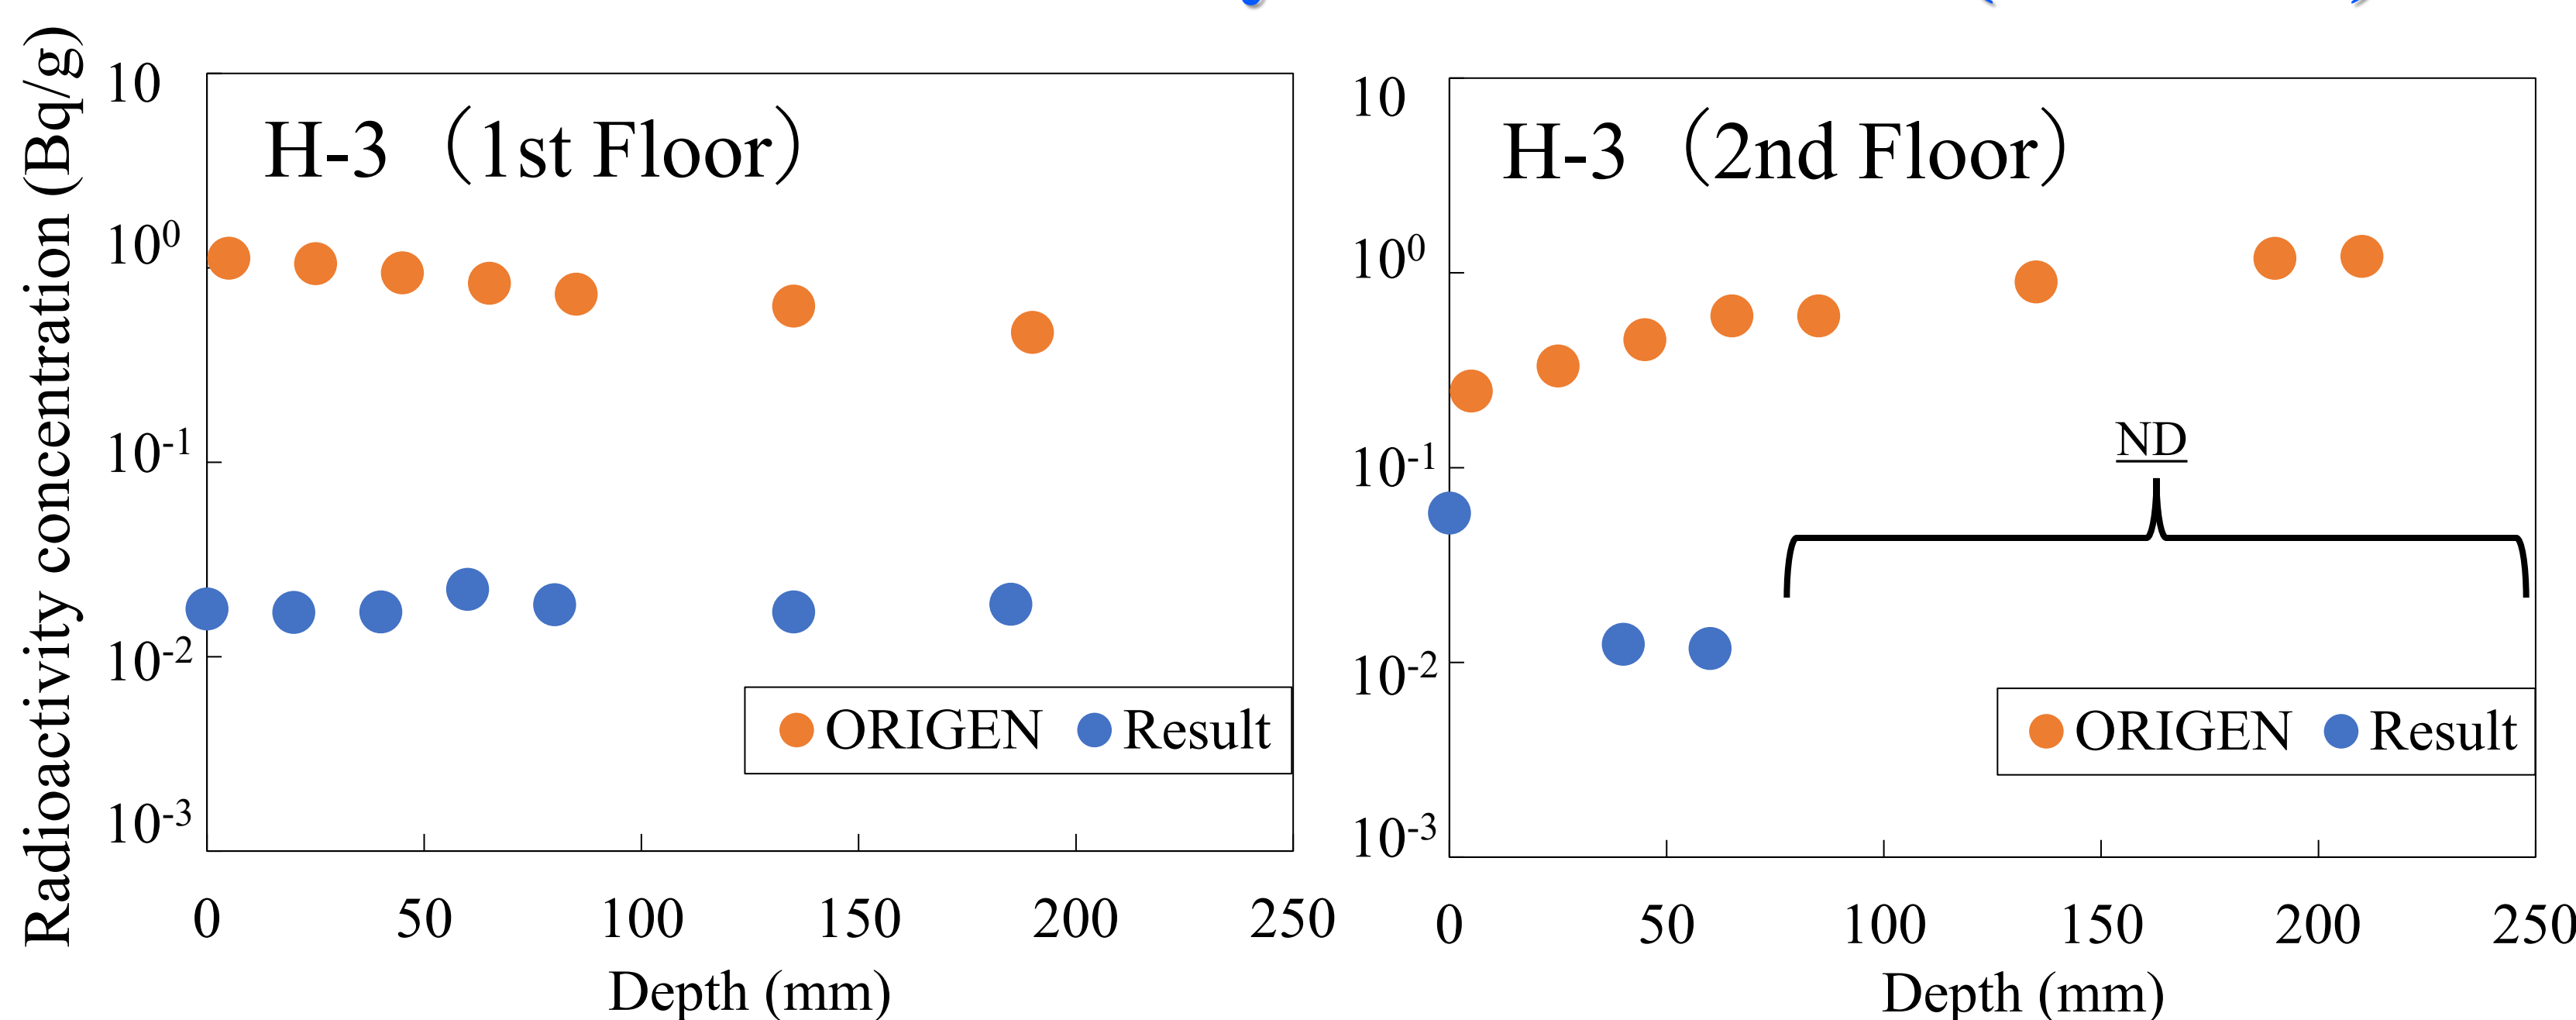 Radioactivity concentration (Bq/g)
H-3 （1st Floor）
10
10⁰
10⁻¹
10⁻²
10⁻³
ORIGEN Result
0 50 100 150 200 250
Depth (mm)
H-3 （2nd Floor）
10
10⁰
10⁻¹
10⁻²
10⁻³
ND
ORIGEN Result
0 50 100 150 200 250
Depth (mm)